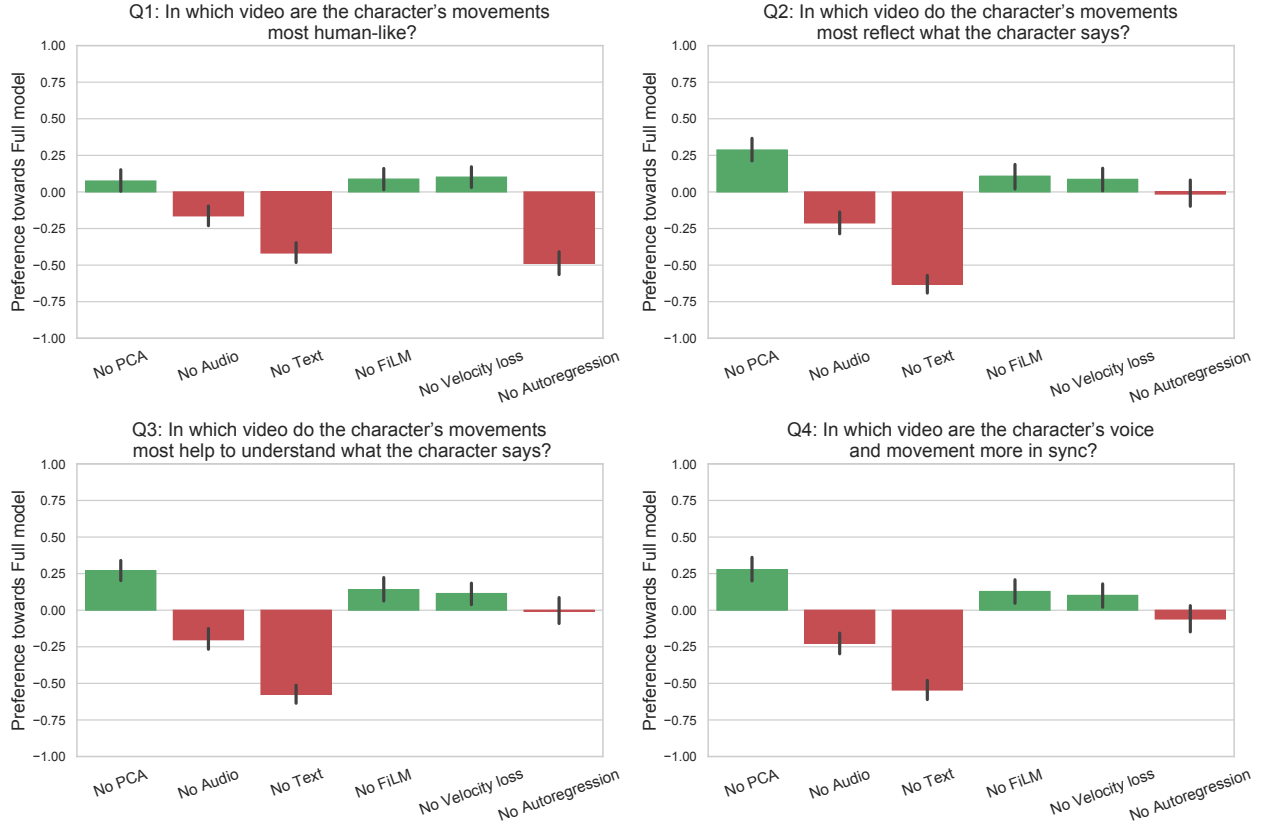 Q1: In which video are the character’s movements
most human-like?
Preference towards Full model
1.00
0.75
0.50
0.25
0.00
−0.25
−0.50
−0.75
−1.00
No PCA
No Audio
No Text
No FiLM
No Velocity loss
No Autoregression
Q2: In which video do the character’s movements
most reflect what the character says?
Preference towards Full model
1.00
0.75
0.50
0.25
0.00
−0.25
−0.50
−0.75
−1.00
No PCA
No Audio
No Text
No FiLM
No Velocity loss
No Autoregression
Q3: In which video do the character’s movements
most help to understand what the character says?
Preference towards Full model
1.00
0.75
0.50
0.25
0.00
−0.25
−0.50
−0.75
−1.00
No PCA
No Audio
No Text
No FiLM
No Velocity loss
No Autoregression
Q4: In which video are the character’s voice
and movement more in sync?
Preference towards Full model
1.00
0.75
0.50
0.25
0.00
−0.25
−0.50
−0.75
−1.00
No PCA
No Audio
No Text
No FiLM
No Velocity loss
No Autoregression